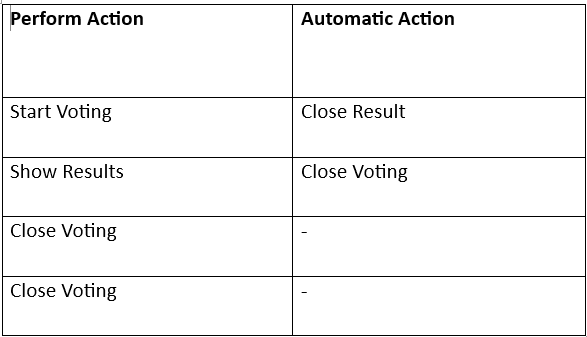 Perform Action Automatic Action
Start Voting Close Result
Show Results Close Voting
Close Voting -
Close Voting -